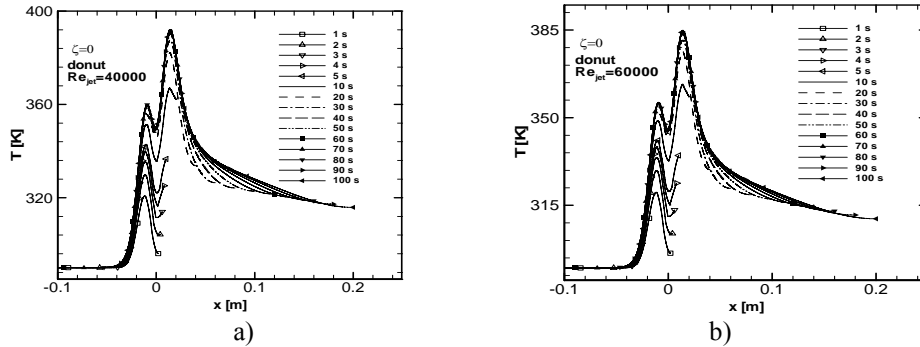 400
360
320
T [K]
ζ=0
donut
Re_jet=40000
1 s
2 s
3 s
4 s
5 s
10 s
20 s
30 s
40 s
50 s
60 s
70 s
80 s
90 s
100 s
-0.1
0
0.1
0.2
x [m]
a)
385
350
315
T[K]
ζ=0
donut
Re_jet=60000
1 s
2 s
3 s
4 s
5 s
10 s
20 s
30 s
40 s
50 s
60 s
70 s
80 s
90 s
100 s
-0.1
0
0.1
0.2
x [m]
b)